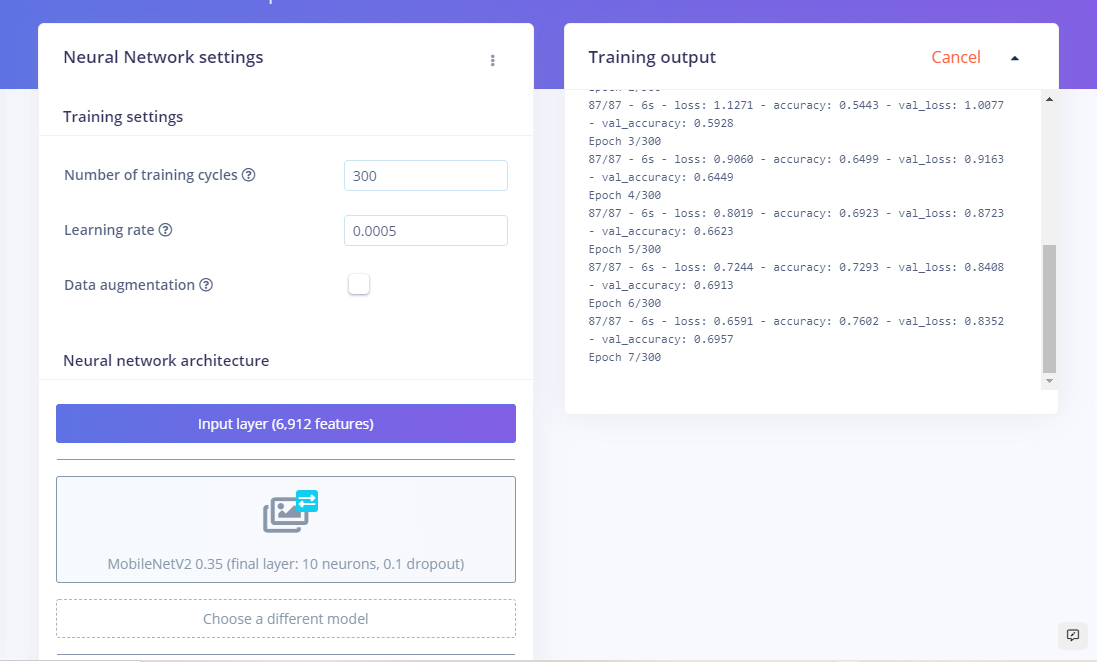 Neural Network settings
Training settings
Number of training cycles
300
Learning rate
0.0005
Data augmentation
Neural network architecture
Input layer (6,912 features)
MobileNetV2 0.35 (final layer: 10 neurons, 0.1 dropout)
Choose a different model
Training output
Cancel
87/87 - 6s - loss: 1.1271 - accuracy: 0.5443 - val_loss: 1.0077
- val_accuracy: 0.5928
Epoch 3/300
87/87 - 6s - loss: 0.9060 - accuracy: 0.6499 - val_loss: 0.9163
- val_accuracy: 0.6449
Epoch 4/300
87/87 - 6s - loss: 0.8019 - accuracy: 0.6923 - val_loss: 0.8723
- val_accuracy: 0.6623
Epoch 5/300
87/87 - 6s - loss: 0.7244 - accuracy: 0.7293 - val_loss: 0.8408
- val_accuracy: 0.6913
Epoch 6/300
87/87 - 6s - loss: 0.6591 - accuracy: 0.7602 - val_loss: 0.8352
- val_accuracy: 0.6957
Epoch 7/300